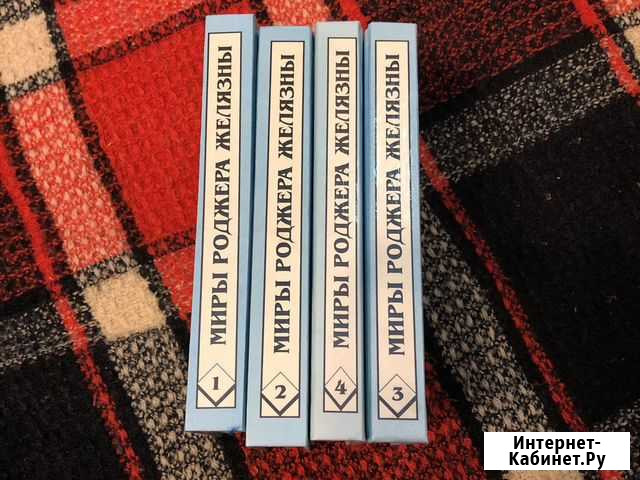 МИРЫ РОДЖЕРА ЖЕЛЯЗНЫ
1
МИРЫ РОДЖЕРА ЖЕЛЯЗНЫ
2
МИРЫ РОДЖЕРА ЖЕЛЯЗНЫ
4
МИРЫ РОДЖЕРА ЖЕЛЯЗНЫ
3
Интернет-
Кабинет.Ру